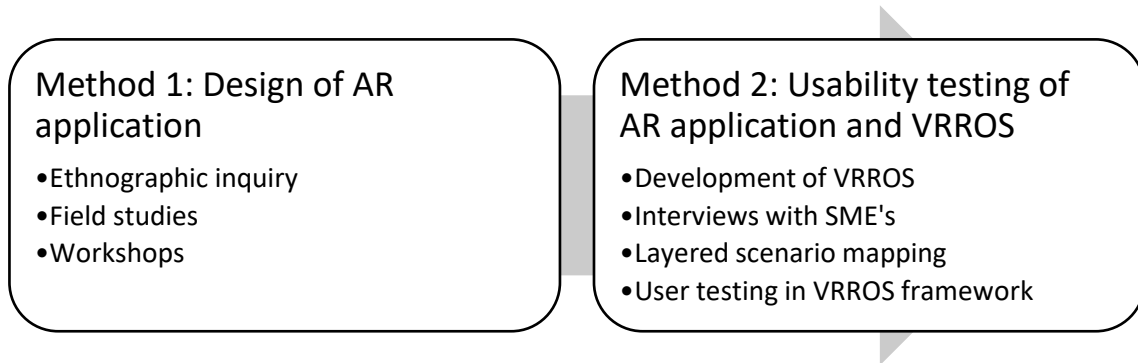 Method 1: Design of AR
application
•Ethnographic inquiry
•Field studies
•Workshops
Method 2: Usability testing of
AR application and VRROS
•Development of VRROS
•Interviews with SME's
•Layered scenario mapping
•User testing in VRROS framework